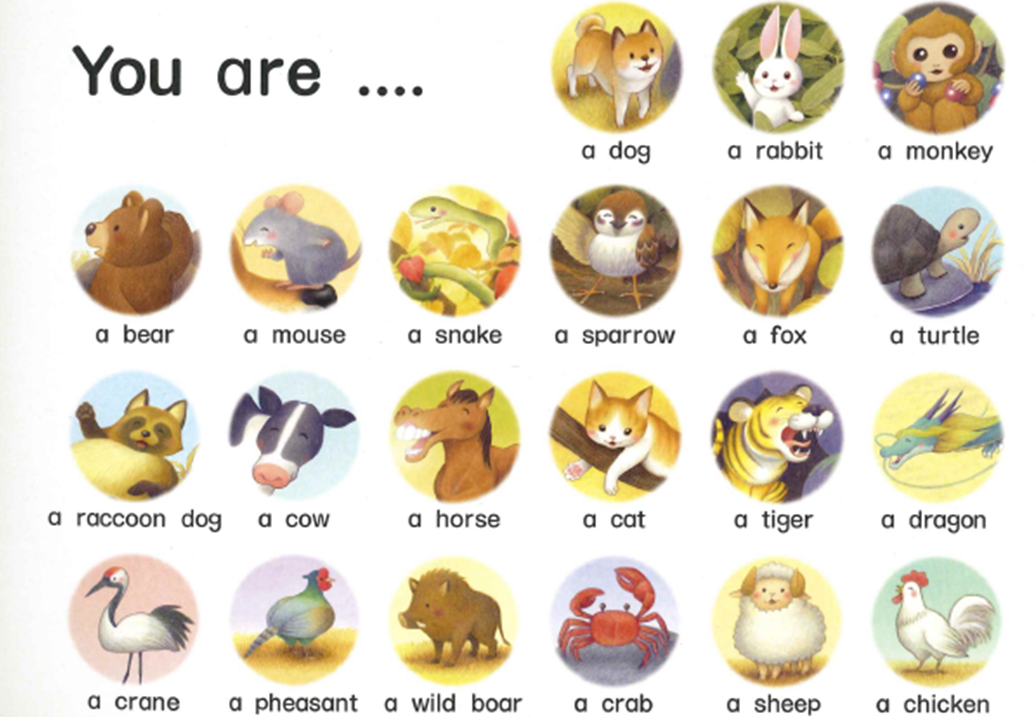 You are ....
a dog a rabbit a monkey
a bear a mouse a snake a sparrow a fox a turtle
a raccoon dog a cow a horse a cat a tiger a dragon
a crane a pheasant a wild boar a crab a sheep a chicken